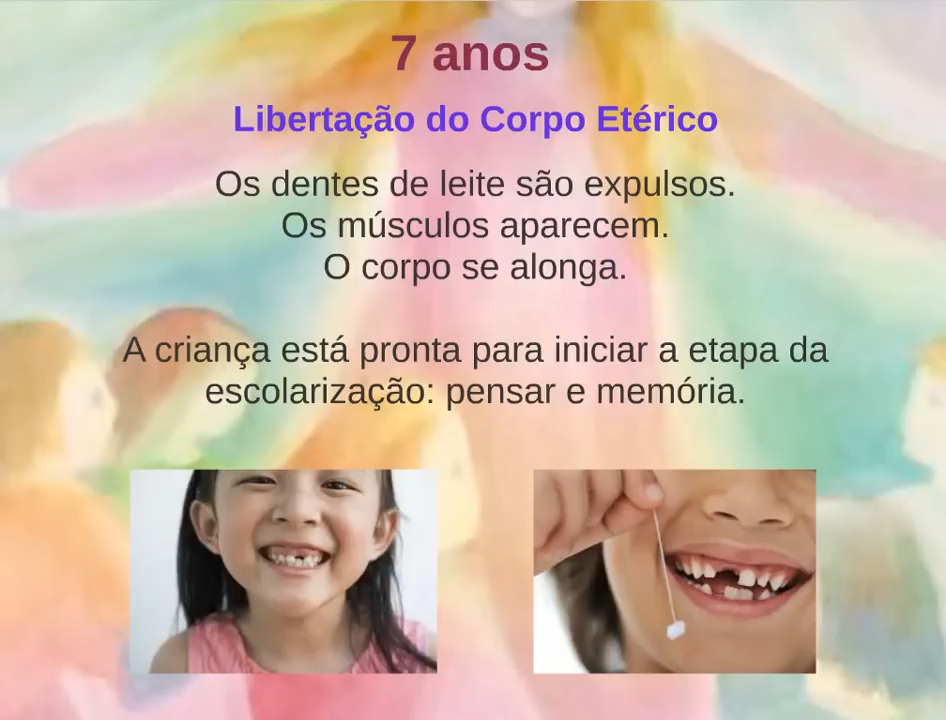 7 anos
Libertação do Corpo Etérico
Os dentes de leite são expulsos.
Os músculos aparecem.
O corpo se alonga.
A criança está pronta para iniciar a etapa da
escolarização: pensar e memória.